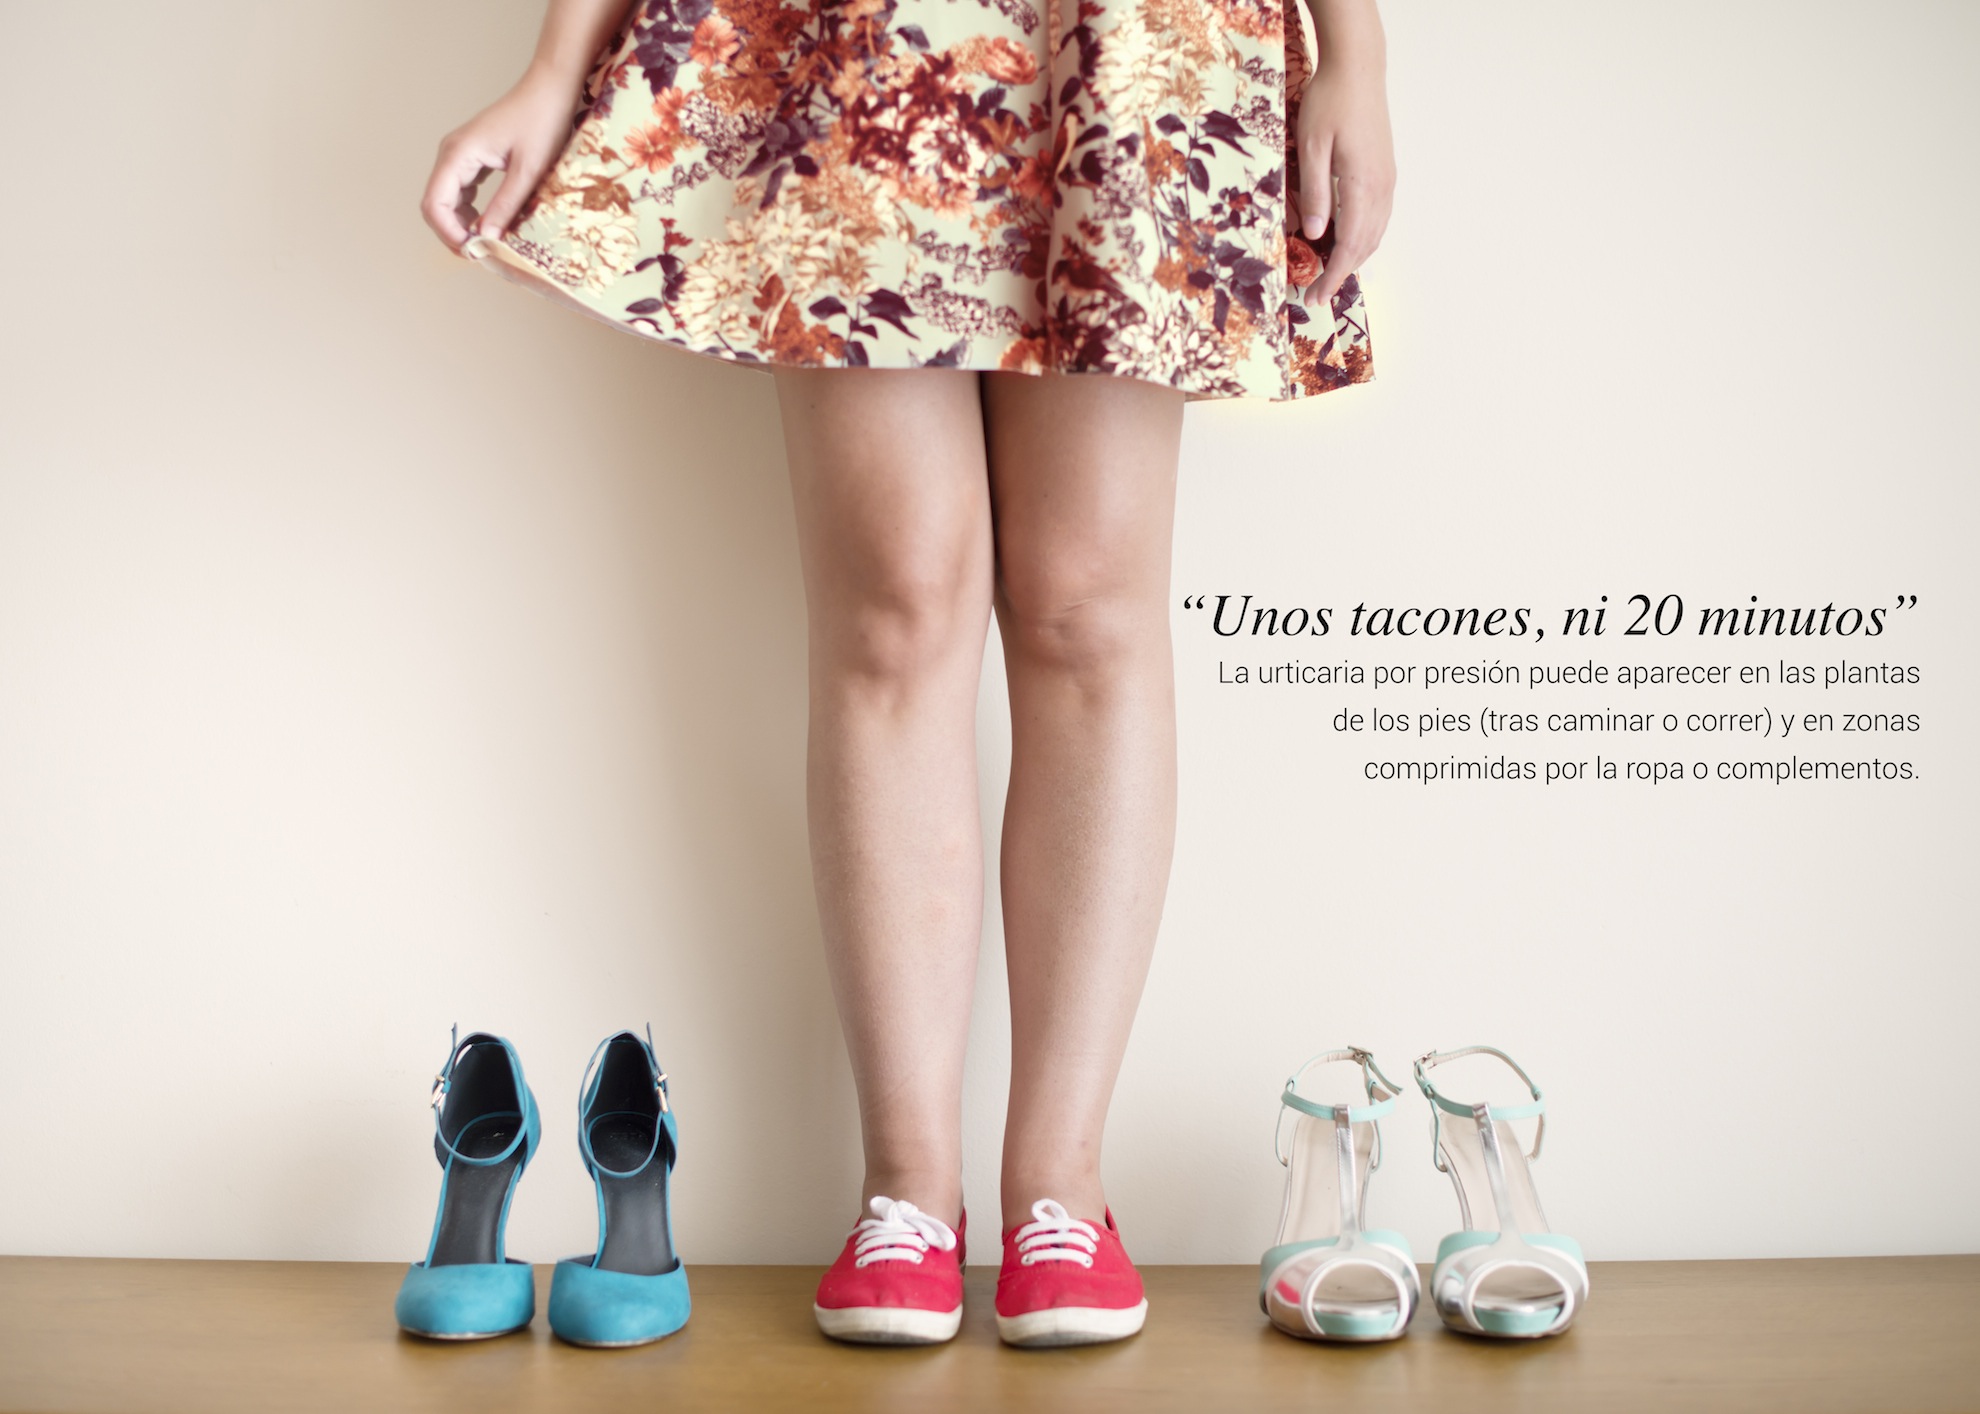 “Unos tacones, ni 20 minutos”
La urticaria por presión puede aparecer en las plantas
de los pies (tras caminar o correr) y en zonas
comprimidas por la ropa o complementos.